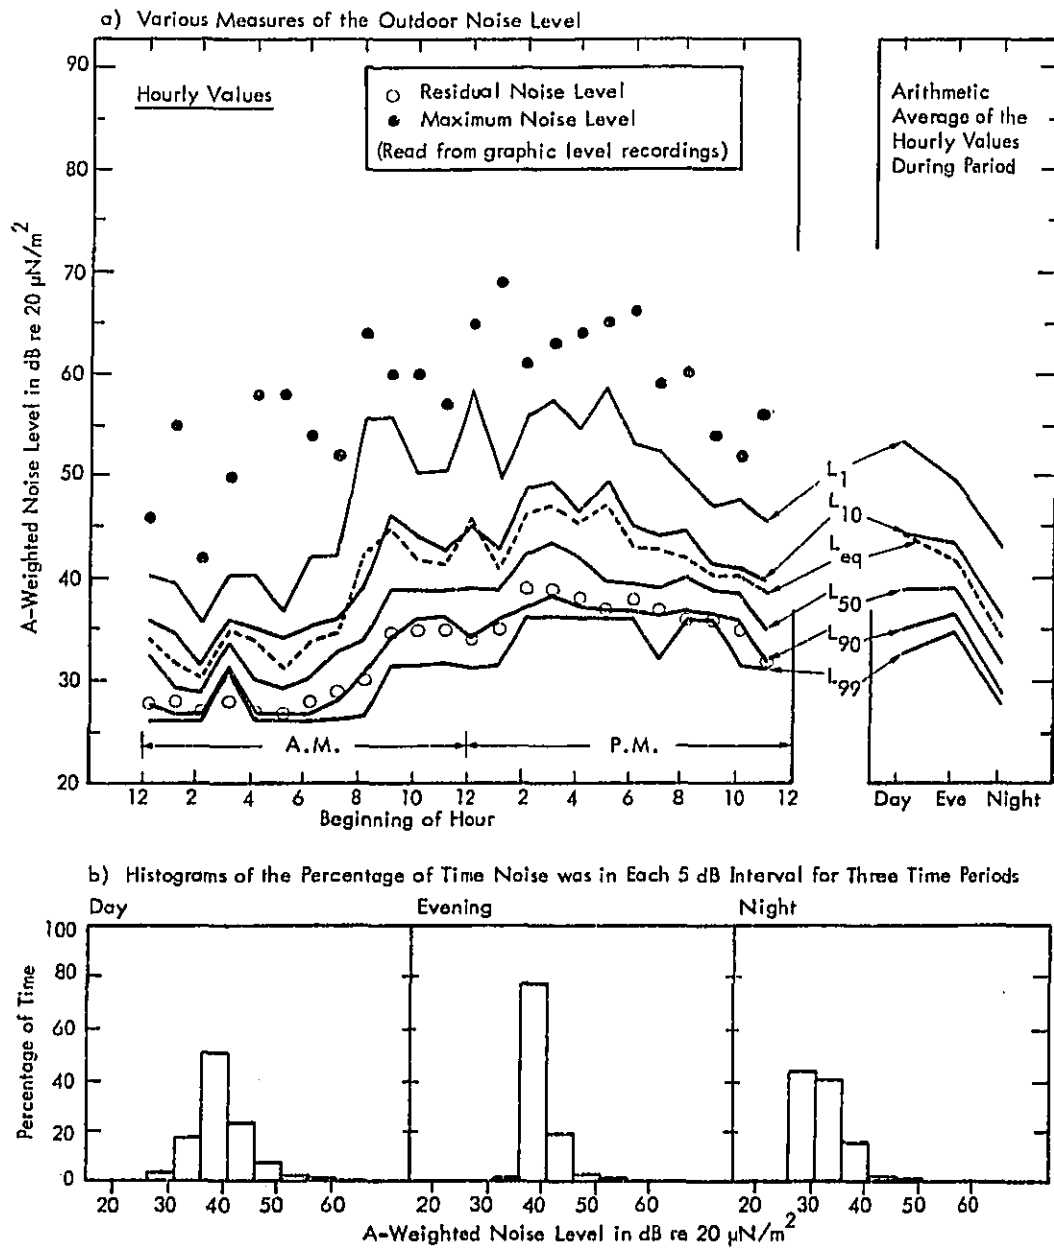 a) Various Measures of the Outdoor Noise Level
90
80
70
60
50
40
30
20
A-Weighted Noise Level in dB re 20 µN/m²
Hourly Values
○ Residual Noise Level
● Maximum Noise Level
(Read from graphic level recordings)
Arithmetic
Average of the
Hourly Values
During Period
L1
L10
Leq
L50
L90
L99
A.M.
P.M.
12 2 4 6 8 10 12 2 4 6 8 10 12
Beginning of Hour
Day Eve Night
b) Histograms of the Percentage of Time Noise was in Each 5 dB Interval for Three Time Periods
Day
Evening
Night
100
80
60
40
20
0
Percentage of Time
20 30 40 50 60
20 30 40 50 60
20 30 40 50 60
A-Weighted Noise Level in dB re 20 µN/m²